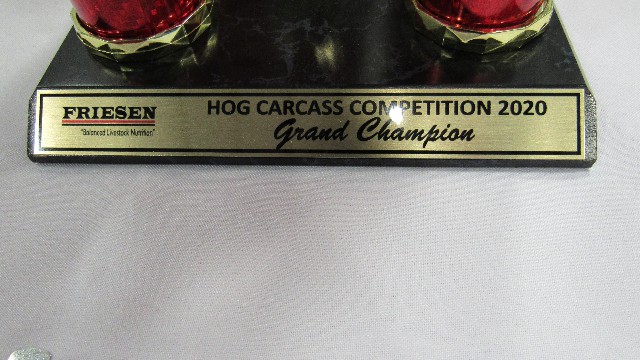 FRIESEN
"Balanced Livestock Nutrition"
HOG CARCASS COMPETITION 2020
Grand Champion